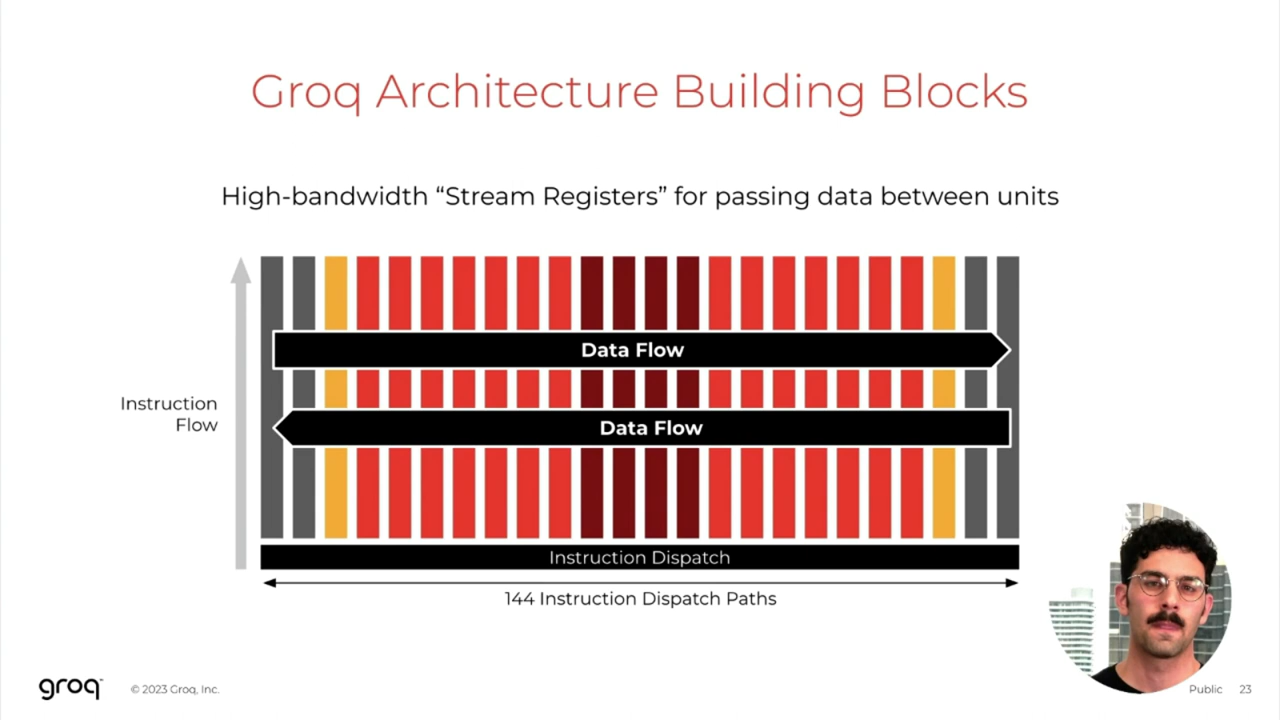 Groq Architecture Building Blocks
High-bandwidth “Stream Registers” for passing data between units
Data Flow
Instruction
Flow
Data Flow
Instruction Dispatch
144 Instruction Dispatch Paths
groq™
© 2023 Groq, Inc.
Public 23